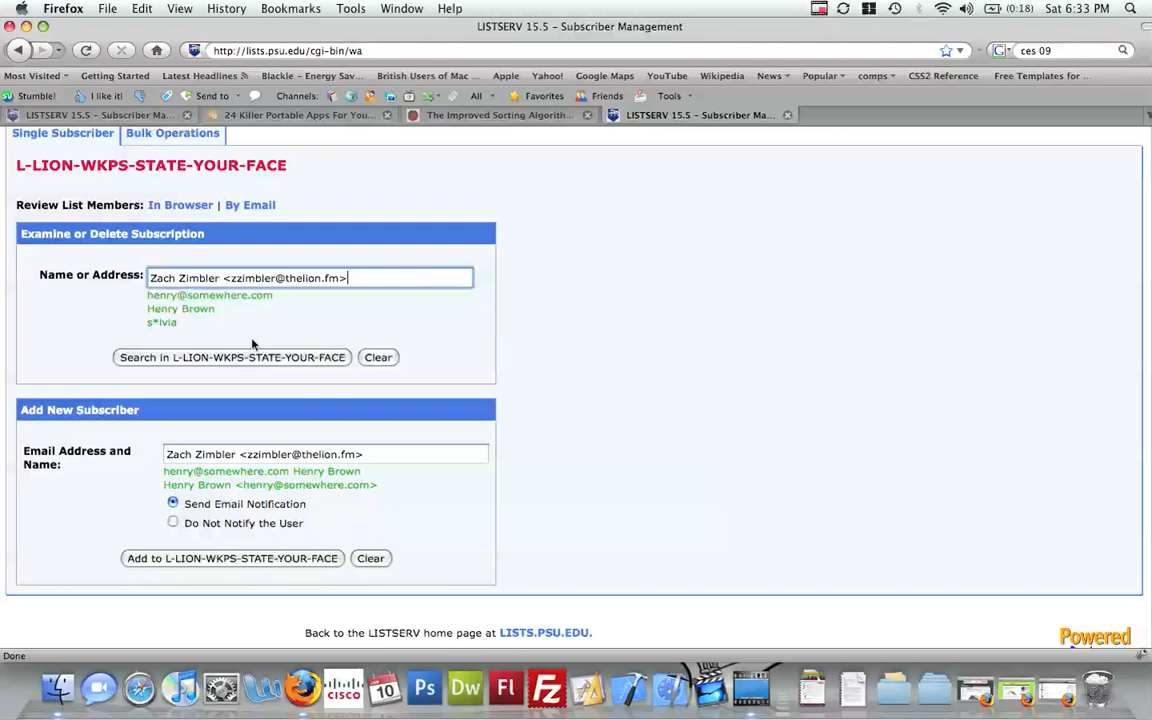 Firefox File Edit View History Bookmarks Tools Window Help (0:18) Sat 6:33 PM
LISTSERV 15.5 – Subscriber Management
http://lists.psu.edu/cgi-bin/wa ces 09
Most Visited Getting Started Latest Headlines Blackle – Energy Sav... British Users of Mac ... Apple Yahoo! Google Maps YouTube Wikipedia News Popular comps CSS2 Reference Free Templates for ...
Stumble! I like it! Send to Channels: All Favorites Friends Tools
LISTSERV 15.5 – Subscriber Ma... 24 Killer Portable Apps For You... The Improved Sorting Algorith... LISTSERV 15.5 – Subscriber Ma...
Single Subscriber Bulk Operations
L-LION-WKPS-STATE-YOUR-FACE
Review List Members: In Browser | By Email
Examine or Delete Subscription
Name or Address: Zach Zimbler <zzimbler@thelion.fm>
henry@somewhere.com
Henry Brown
s*lvia
Search in L-LION-WKPS-STATE-YOUR-FACE Clear
Add New Subscriber
Email Address and Name: Zach Zimbler <zzimbler@thelion.fm>
henry@somewhere.com Henry Brown
Henry Brown <henry@somewhere.com>
Send Email Notification
Do Not Notify the User
Add to L-LION-WKPS-STATE-YOUR-FACE Clear
Back to the LISTSERV home page at LISTS.PSU.EDU.
Powered
Done
CISCO 10 Ps Dw Fl Fz